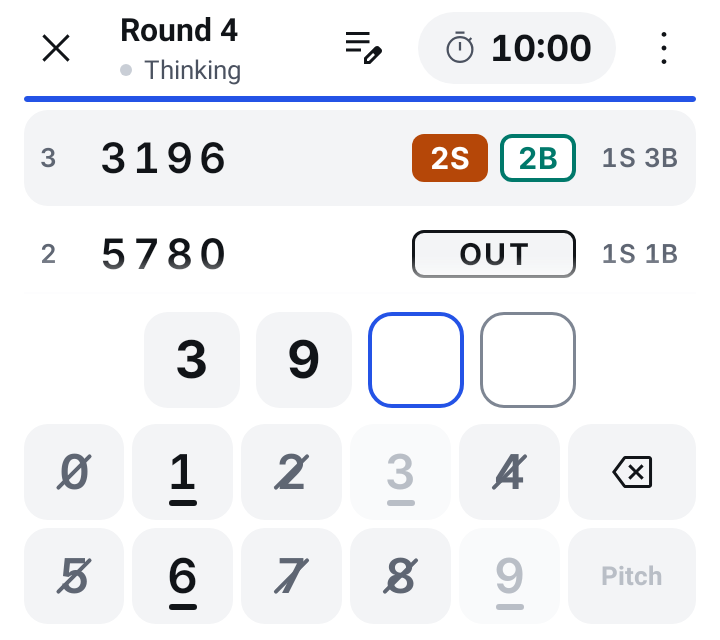 Round 4
Thinking
10:00
3 3196 2S 2B 1S 3B
2 5780 OUT 1S 1B
3 9
0 1 2 3 4
5 6 7 8 9 Pitch